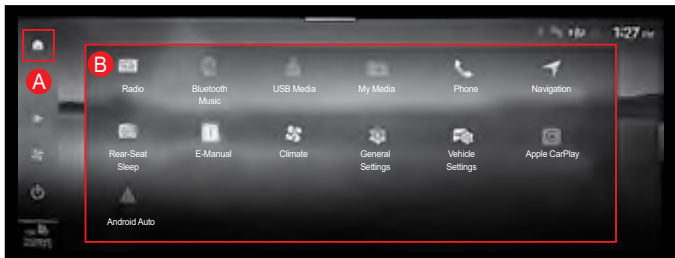 1:27
A
B
Radio
Bluetooth
Music
USB Media
My Media
Phone
Navigation
Rear-Seat
Sleep
E-Manual
Climate
General
Settings
Vehicle
Settings
Apple CarPlay
Android Auto